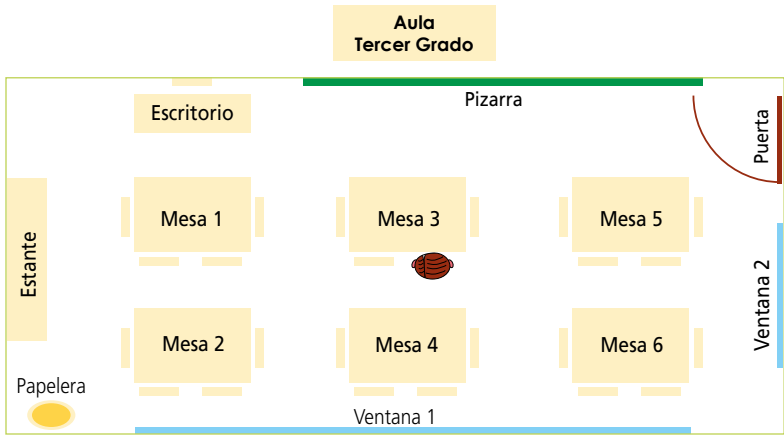 Aula
Tercer Grado
Pizarra
Escritorio
Puerta
Mesa 1
Mesa 3
Mesa 5
Estante
Ventana 2
Mesa 2
Mesa 4
Mesa 6
Papelera
Ventana 1